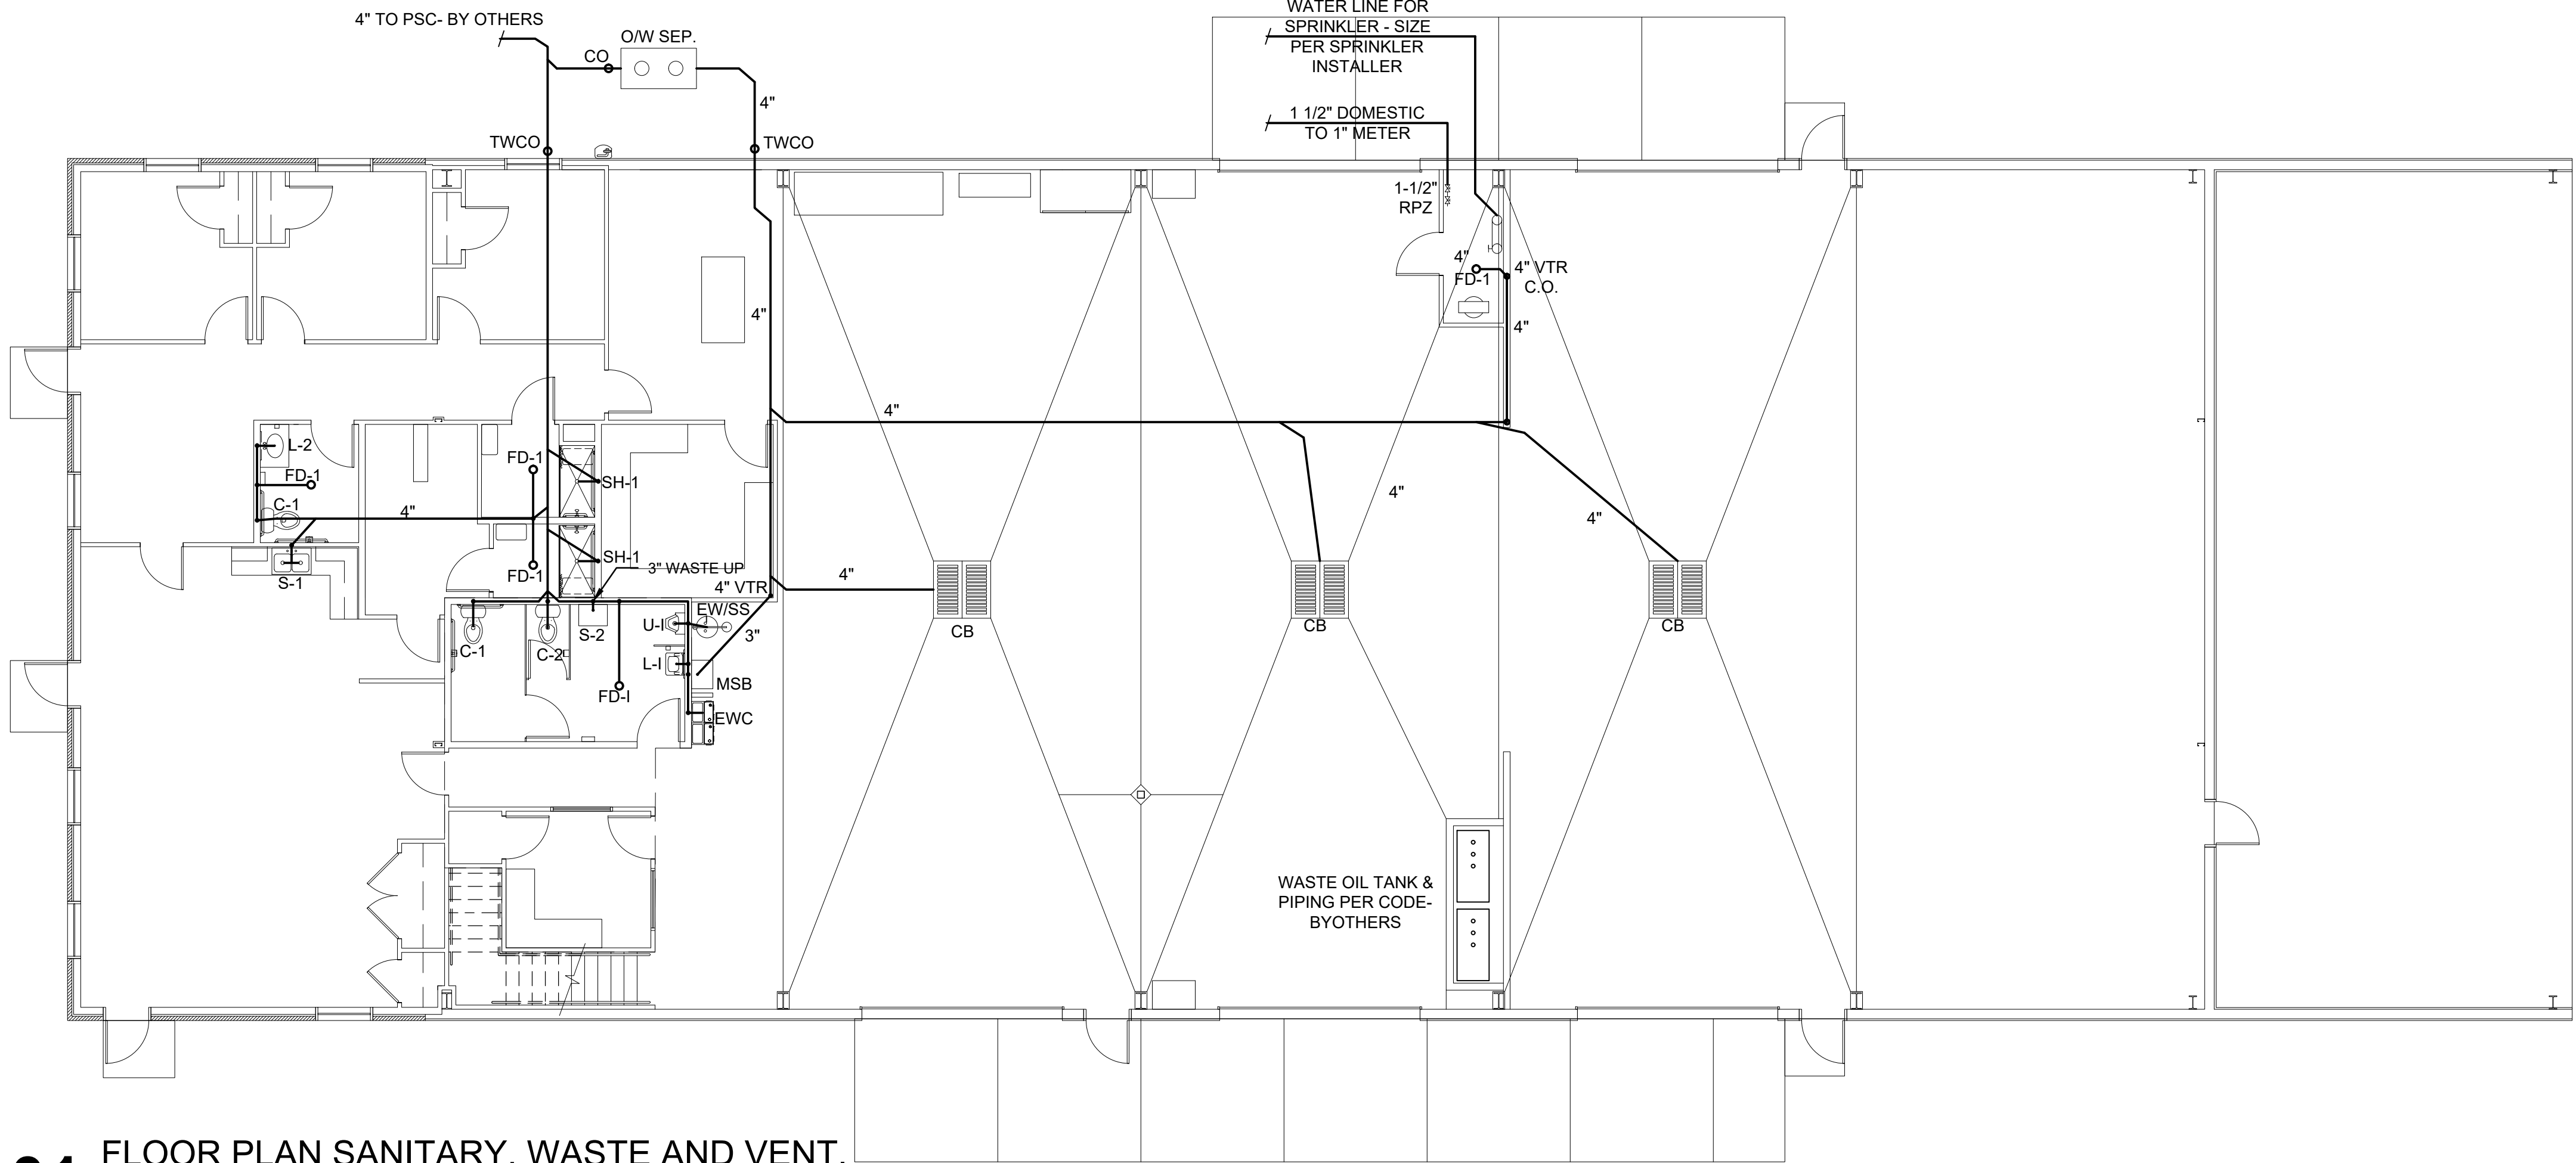 4" TO PSC- BY OTHERS
O/W SEP.
CO
4"
TWCO
TWCO
WATER LINE FOR
SPRINKLER - SIZE
PER SPRINKLER
INSTALLER
1 1/2" DOMESTIC
TO 1" METER
1-1/2"
RPZ
4"
FD-1
4" VTR
C.O.
4"
4"
4"
L-2
FD-1
C-1
4"
S-1
FD-1
SH-1
SH-1
FD-1
3" WASTE UP
4" VTR
4"
4"
4"
EW/SS
3"
U-I
S-2
C-1
C-2
L-I
FD-I
MSB
EWC
CB
CB
CB
WASTE OIL TANK &
PIPING PER CODE-
BYOTHERS
FLOOR PLAN SANITARY, WASTE AND VENT,